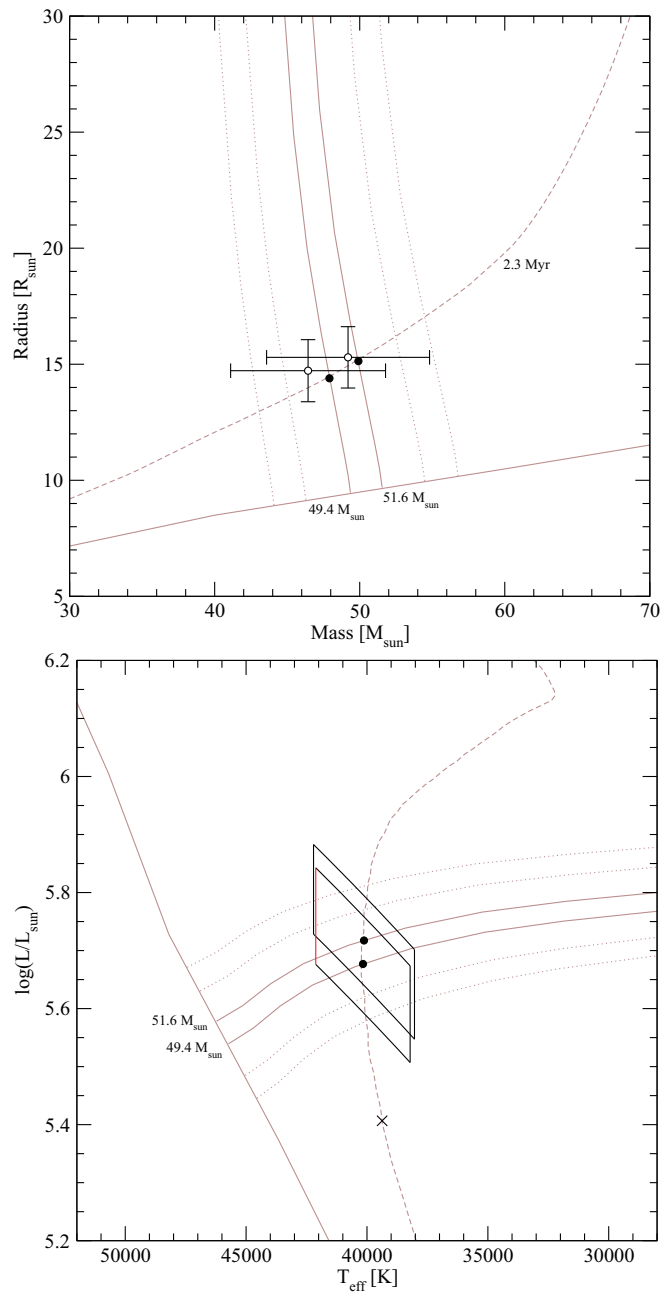 30
25
20
15
10
5
Radius [R_sun]
2.3 Myr
49.4 M_sun
51.6 M_sun
30 40 50 60 70
Mass [M_sun]
6.2
6
5.8
5.6
5.4
5.2
log(L/L_sun)
51.6 M_sun
49.4 M_sun
50000 45000 40000 35000 30000
T_eff [K]